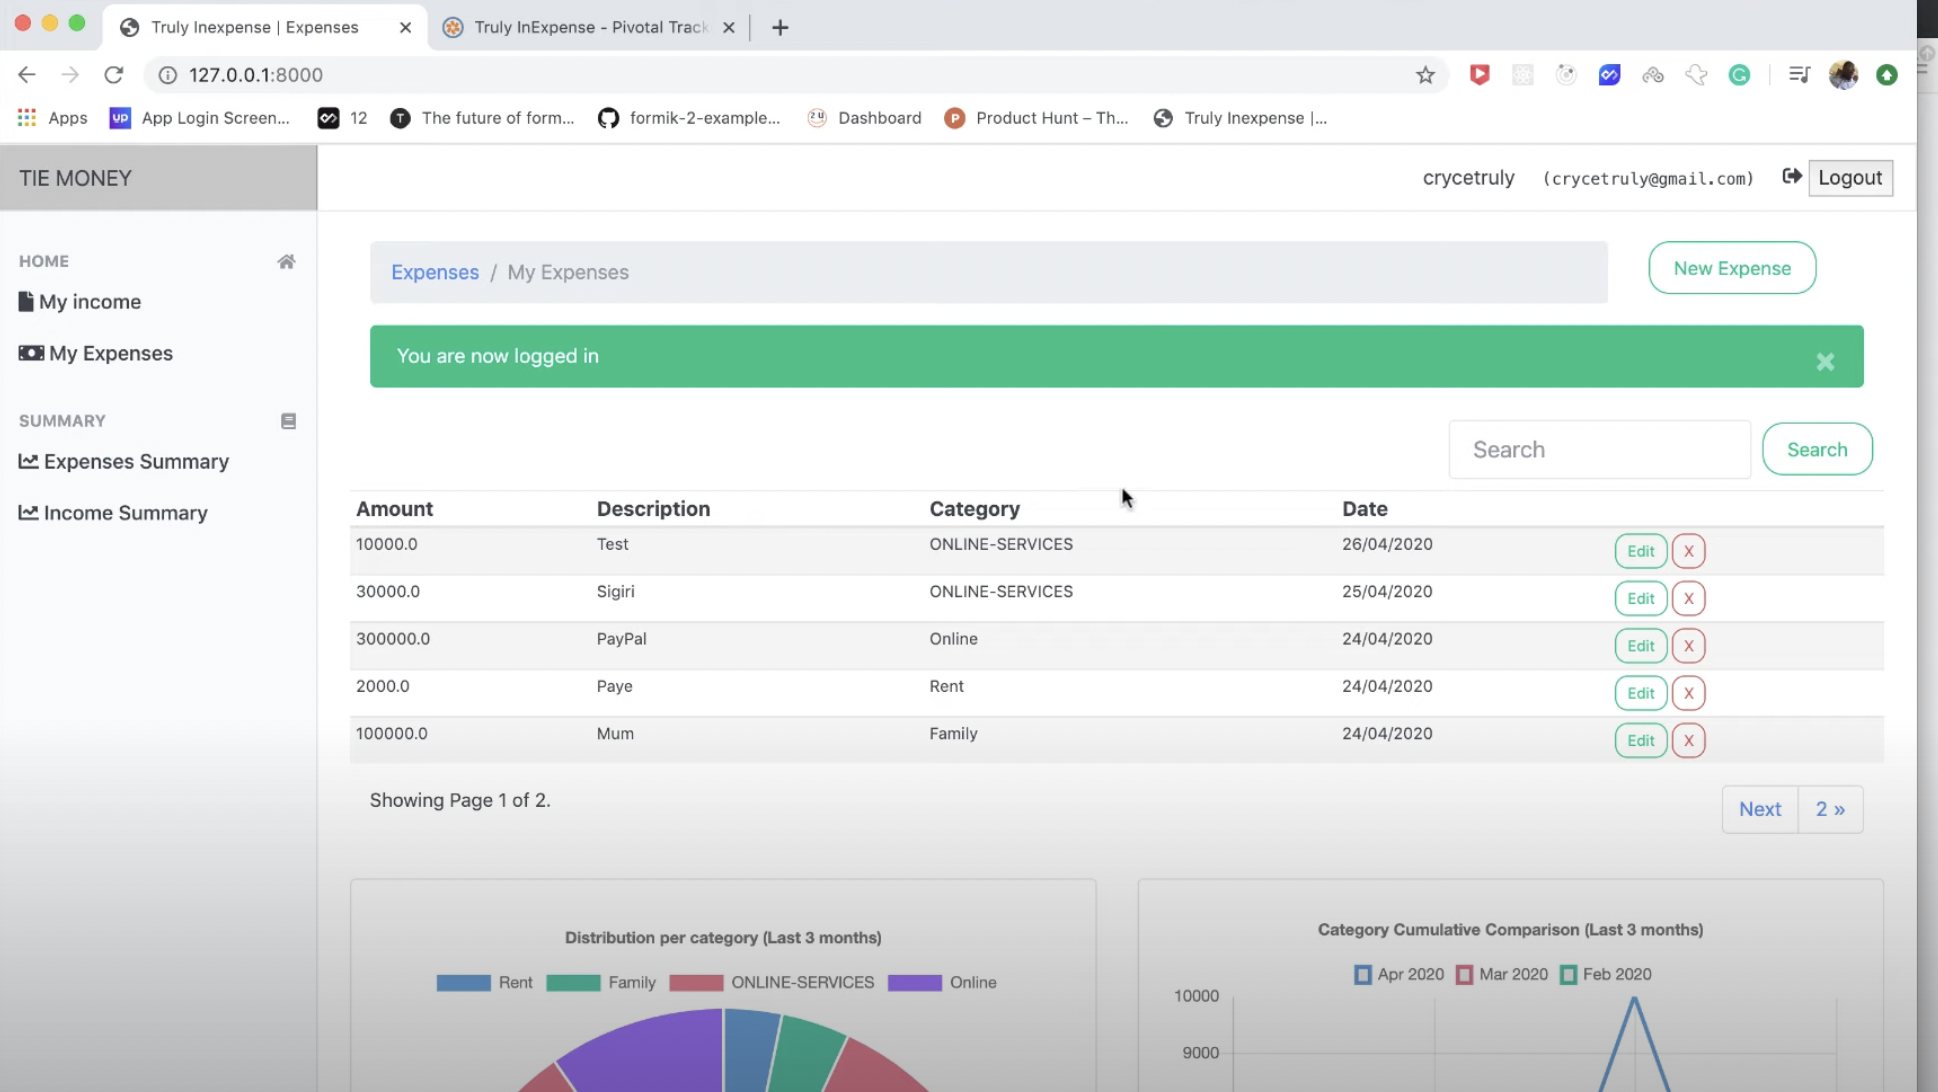 Truly Inexpense | Expenses
Truly InExpense - Pivotal Track
127.0.0.1:8000
Apps
up
App Login Screen...
12
T
The future of form...
formik-2-example...
Dashboard
P
Product Hunt – Th...
Truly Inexpense |...
TIE MONEY
crycetruly (crycetruly@gmail.com) Logout
HOME
My income
My Expenses
SUMMARY
Expenses Summary
Income Summary
Expenses / My Expenses
New Expense
You are now logged in
Search Search
Amount Description Category Date
10000.0 Test ONLINE-SERVICES 26/04/2020 Edit X
30000.0 Sigiri ONLINE-SERVICES 25/04/2020 Edit X
300000.0 PayPal Online 24/04/2020 Edit X
2000.0 Paye Rent 24/04/2020 Edit X
100000.0 Mum Family 24/04/2020 Edit X
Showing Page 1 of 2.
Next 2 »
Distribution per category (Last 3 months)
Rent Family ONLINE-SERVICES Online
Category Cumulative Comparison (Last 3 months)
Apr 2020 Mar 2020 Feb 2020
10000
9000